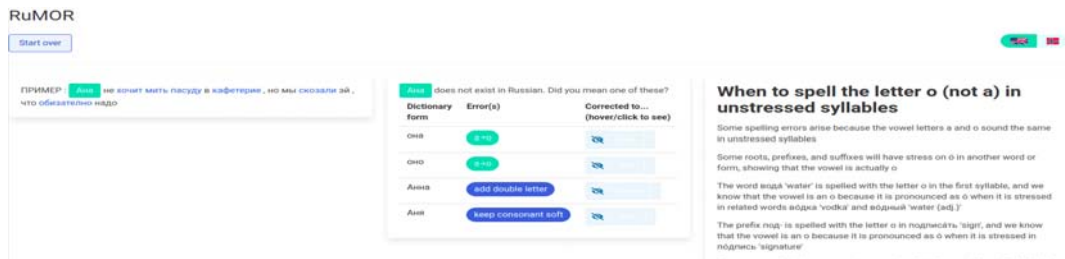 RuMOR
Start over
ПРИМЕР : Ана не хочит мить пасуду в кафетерие , но мы скозали эй ,
что обизателно надо
Ана does not exist in Russian. Did you mean one of these?
Dictionary form Error(s) Corrected to... (hover/click to see)
она a→o
оно a→o
Анна add double letter
Аня keep consonant soft
When to spell the letter o (not a) in
unstressed syllables
Some spelling errors arise because the vowel letters a and o sound the same
in unstressed syllables
Some roots, prefixes, and suffixes will have stress on o in another word or
form, showing that the vowel is actually o
The word водá 'water' is spelled with the letter o in the first syllable, and we
know that the vowel is an o because it is pronounced as ó when it is stressed
in related words вóдка 'vodka' and вóдный 'water (adj.)'
The prefix под- is spelled with the letter o in подписáть 'sign', and we know
that the vowel is an o because it is pronounced as ó when it is stressed in
пóдпись 'signature'